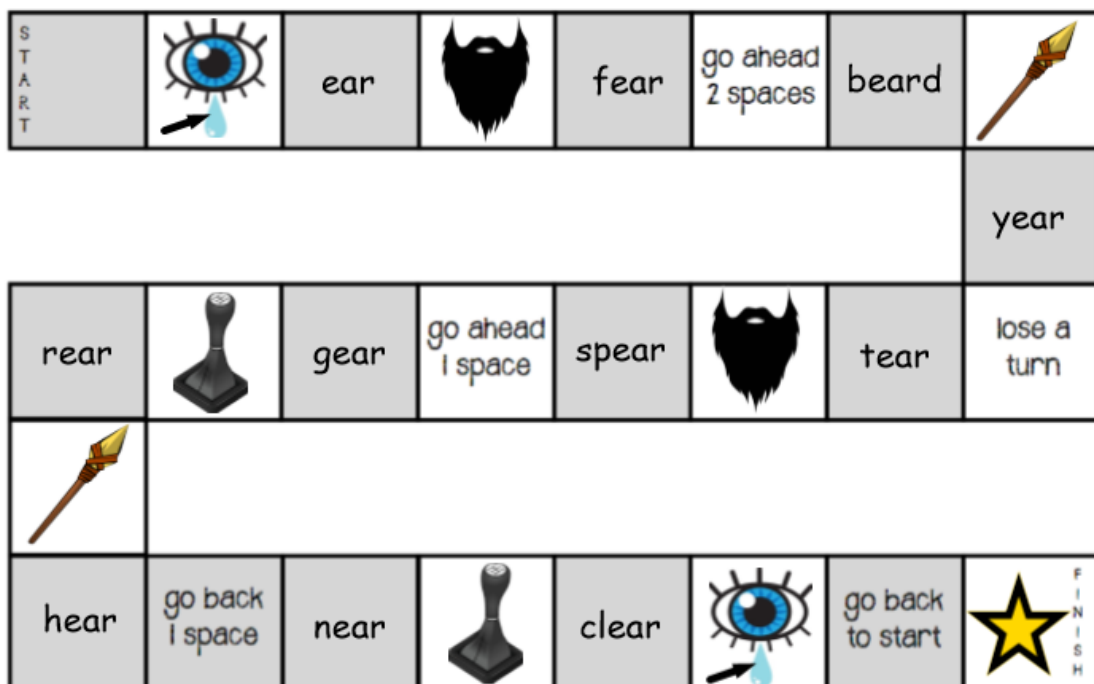 START
ear
fear
go ahead
2 spaces
beard
year
rear
gear
go ahead
1 space
spear
tear
lose a
turn
hear
go back
1 space
near
clear
go back
to start
FINISH